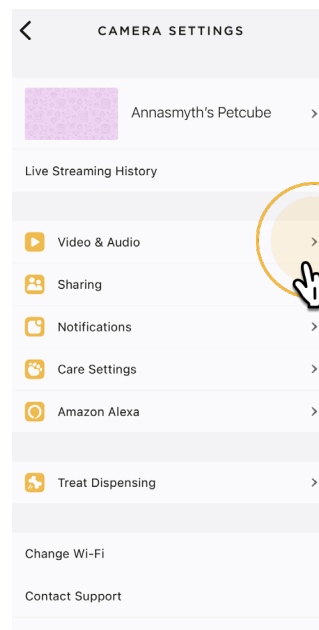 CAMERA SETTINGS
Annasmyth's Petcube
Live Streaming History
Video & Audio
Sharing
Notifications
Care Settings
Amazon Alexa
Treat Dispensing
Change Wi-Fi
Contact Support